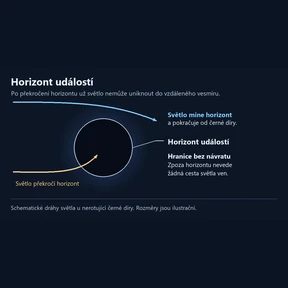 Horizont událostí
Po překročení horizontu už světlo nemůže uniknout do vzdáleného vesmíru.
Světlo mine horizont
a pokračuje od černé díry.
Horizont událostí
Hranice bez návratu
Zpoza horizontu nevede
žádná cesta světla ven.
Světlo překročí horizont
Schematické dráhy světla u nerotující černé díry. Rozměry jsou ilustrační.